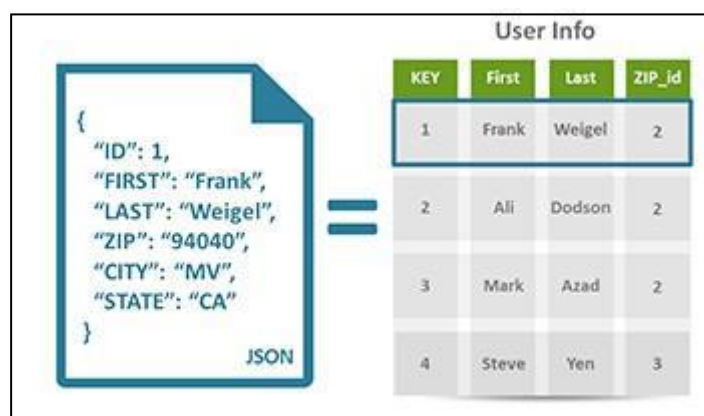 {
“ID”: 1,
“FIRST”: “Frank”,
“LAST”: “Weigel”,
“ZIP”: “94040”,
“CITY”: “MV”,
“STATE”: “CA”
}
JSON
=
User Info
KEY First Last ZIP_id
1 Frank Weigel 2
2 Ali Dodson 2
3 Mark Azad 2
4 Steve Yen 3